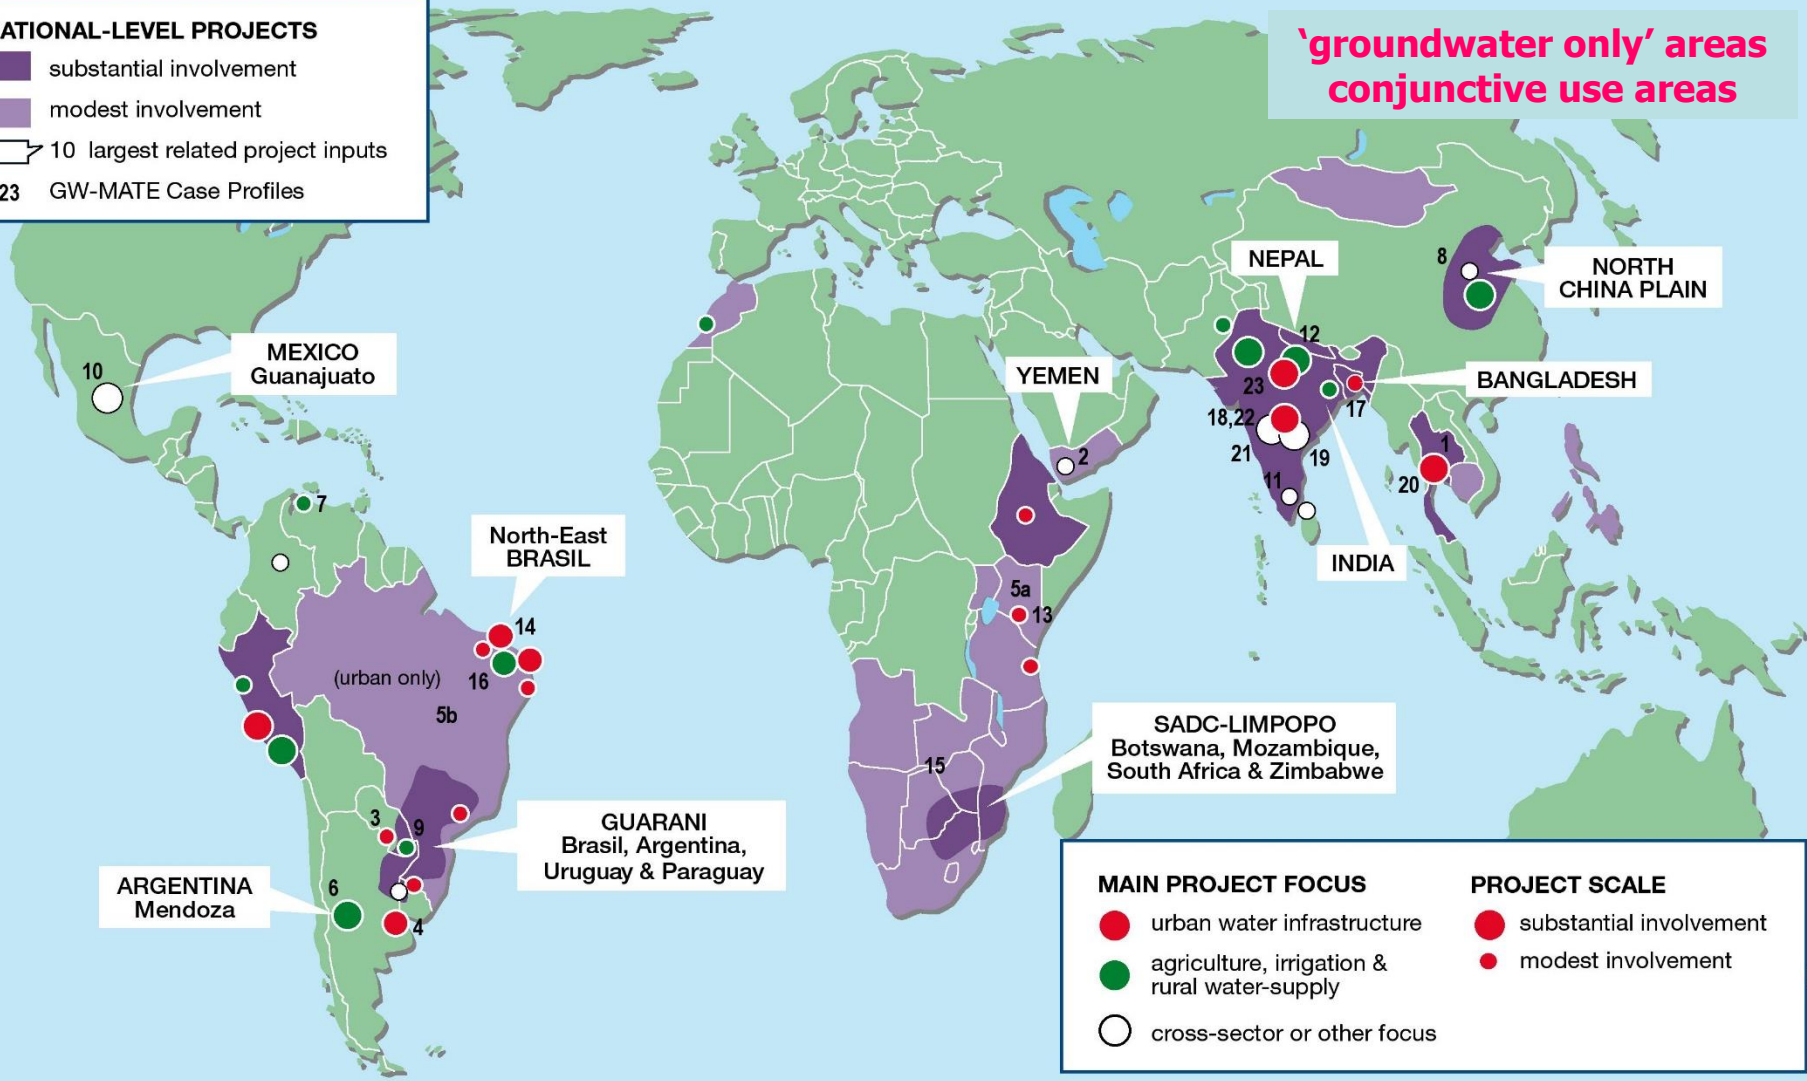 ATIONAL-LEVEL PROJECTS
substantial involvement
modest involvement
10 largest related project inputs
23 GW-MATE Case Profiles
‘groundwater only’ areas
conjunctive use areas
NEPAL
8
NORTH
CHINA PLAIN
MEXICO
Guanajuato
10
12
YEMEN
BANGLADESH
23
17
18,22
21
19
2
1
11
20
7
North-East
BRASIL
INDIA
5a
13
14
(urban only)
16
5b
SADC-LIMPOPO
Botswana, Mozambique,
South Africa & Zimbabwe
15
3
9
GUARANI
Brasil, Argentina,
Uruguay & Paraguay
ARGENTINA
Mendoza
6
4
MAIN PROJECT FOCUS
urban water infrastructure
agriculture, irrigation &
rural water-supply
cross-sector or other focus
PROJECT SCALE
substantial involvement
modest involvement